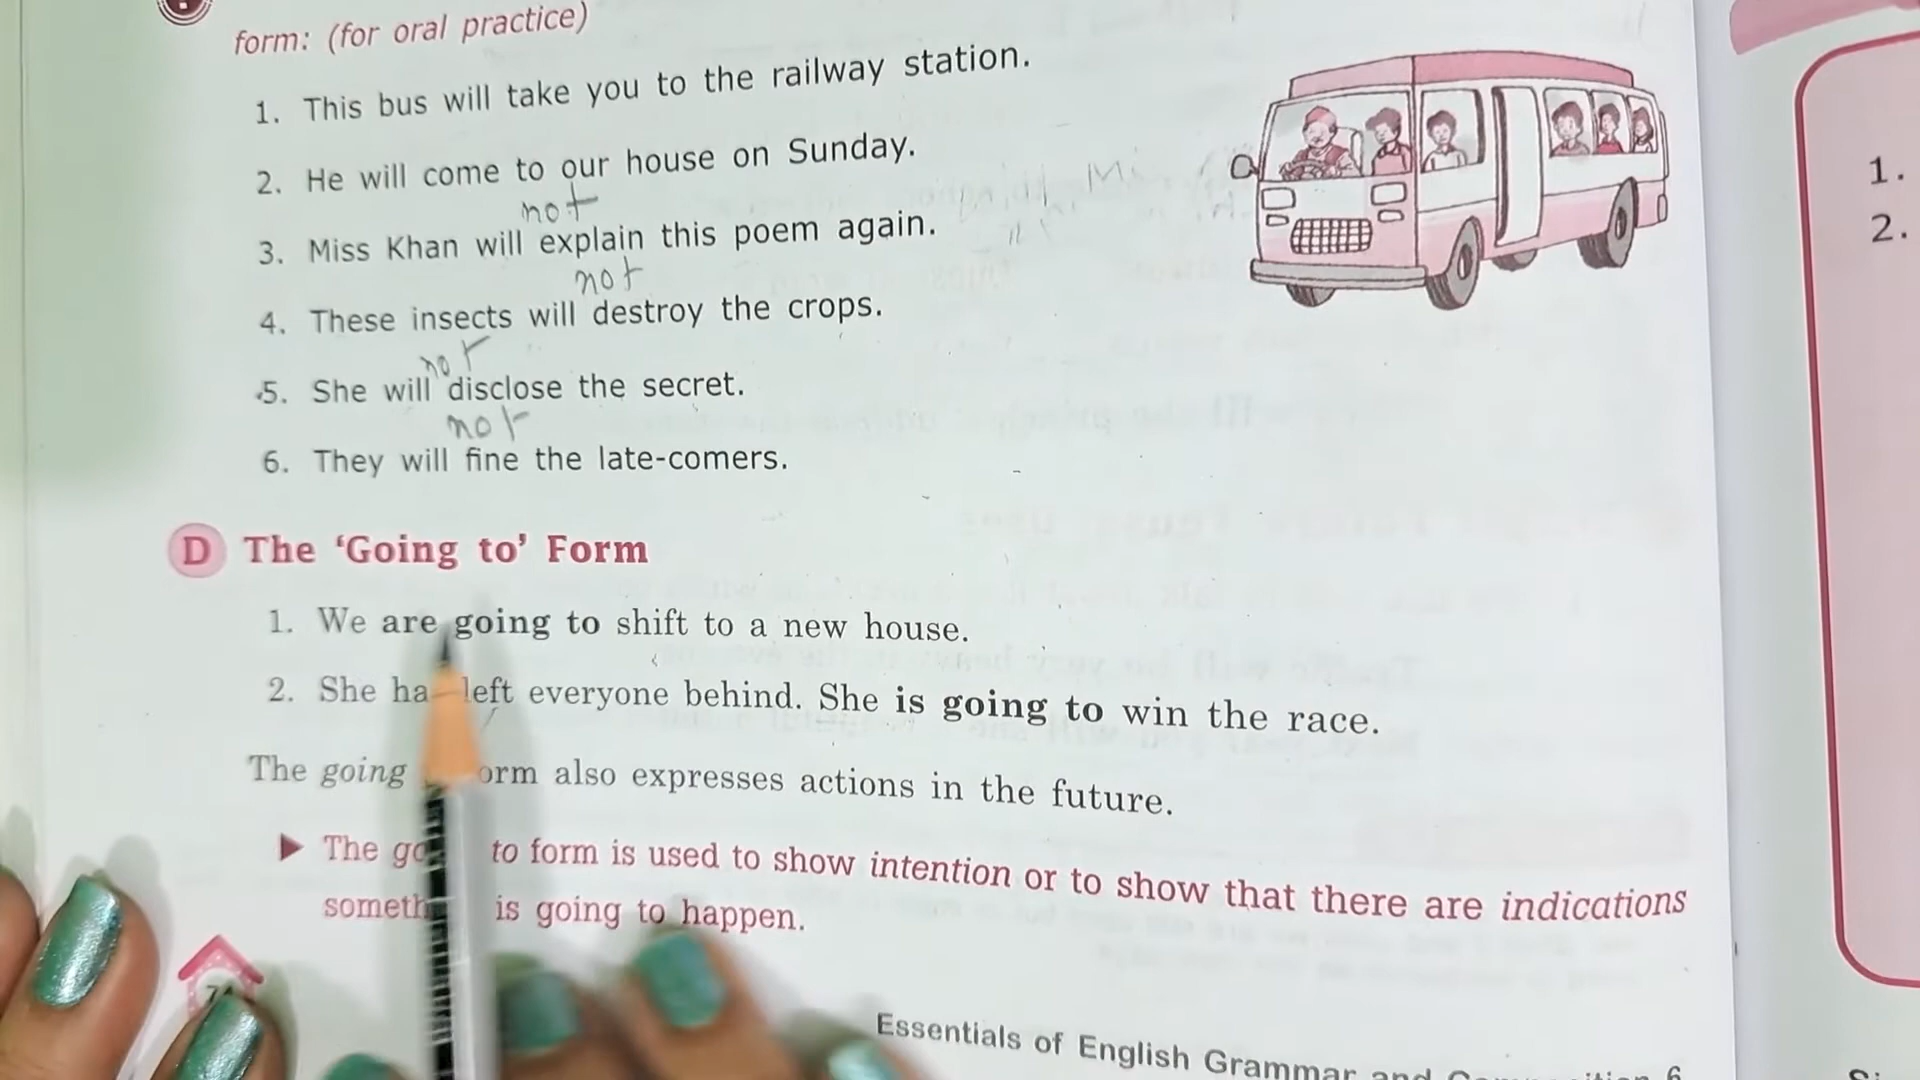 form: (for oral practice)
1. This bus will take you to the railway station.
2. He will come to our house on Sunday.
not
3. Miss Khan will explain this poem again.
not
4. These insects will destroy the crops.
not
5. She will disclose the secret.
not
6. They will fine the late-comers.
D The ‘Going to’ Form
1. We are going to shift to a new house.
2. She left everyone behind. She is going to win the race.
The going also expresses actions in the future.
▶ The to form is used to show intention or to show that there are indications
is going to happen.
Essentials of English Grammar and 6
1.
2.